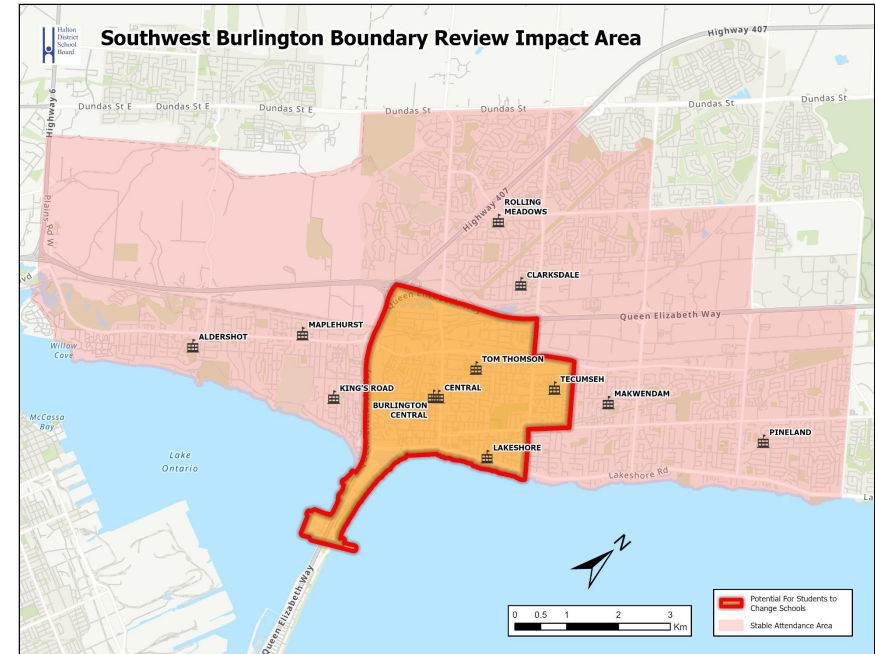 Halton
District
School
Board
Southwest Burlington Boundary Review Impact Area
Highway 407
Highway 6
Dundas St E
Dundas St E
Dundas St E
Dundas St
Dundas St
Dundas St
Plains Rd W
ROLLING
MEADOWS
Highway 407
CLARKSDALE
Queen Eli
Queen Elizabeth Way
MAPLEHURST
ALDERSHOT
Willow
Cove
TOM THOMSON
TECUMSEH
KING'S ROAD
CENTRAL
MAKWENDAM
BURLINGTON
CENTRAL
McCassa
Bay
PINELAND
LAKESHORE
Lake
Ontario
Lakeshore Rd
La
N
Queen Elizabeth Way
0 0.5 1 2 3
Km
Potential For Students to
Change Schools
Stable Attendance Area